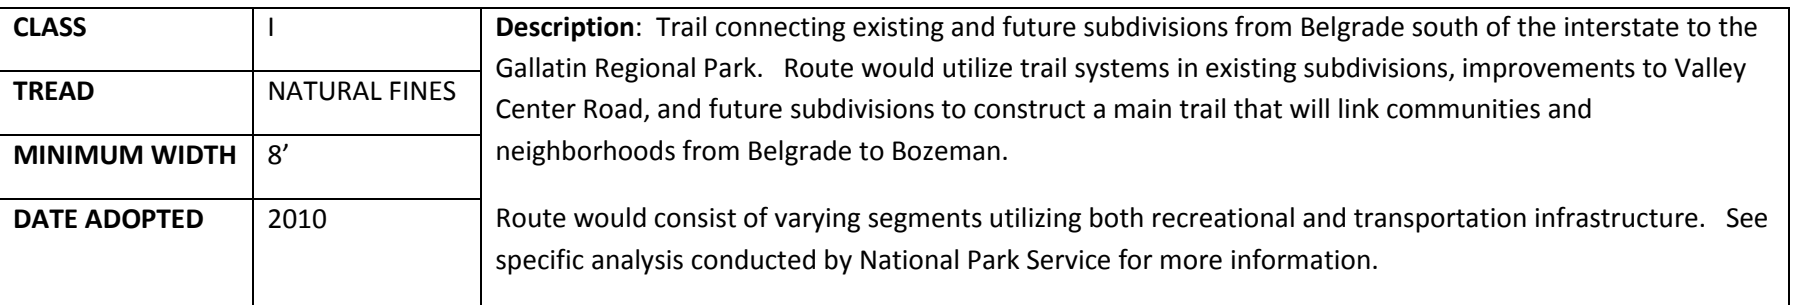 CLASS I
TREAD NATURAL FINES
MINIMUM WIDTH 8’
DATE ADOPTED 2010
Description:  Trail connecting existing and future subdivisions from Belgrade south of the interstate to the
Gallatin Regional Park.   Route would utilize trail systems in existing subdivisions, improvements to Valley
Center Road, and future subdivisions to construct a main trail that will link communities and
neighborhoods from Belgrade to Bozeman.
Route would consist of varying segments utilizing both recreational and transportation infrastructure.   See
specific analysis conducted by National Park Service for more information.